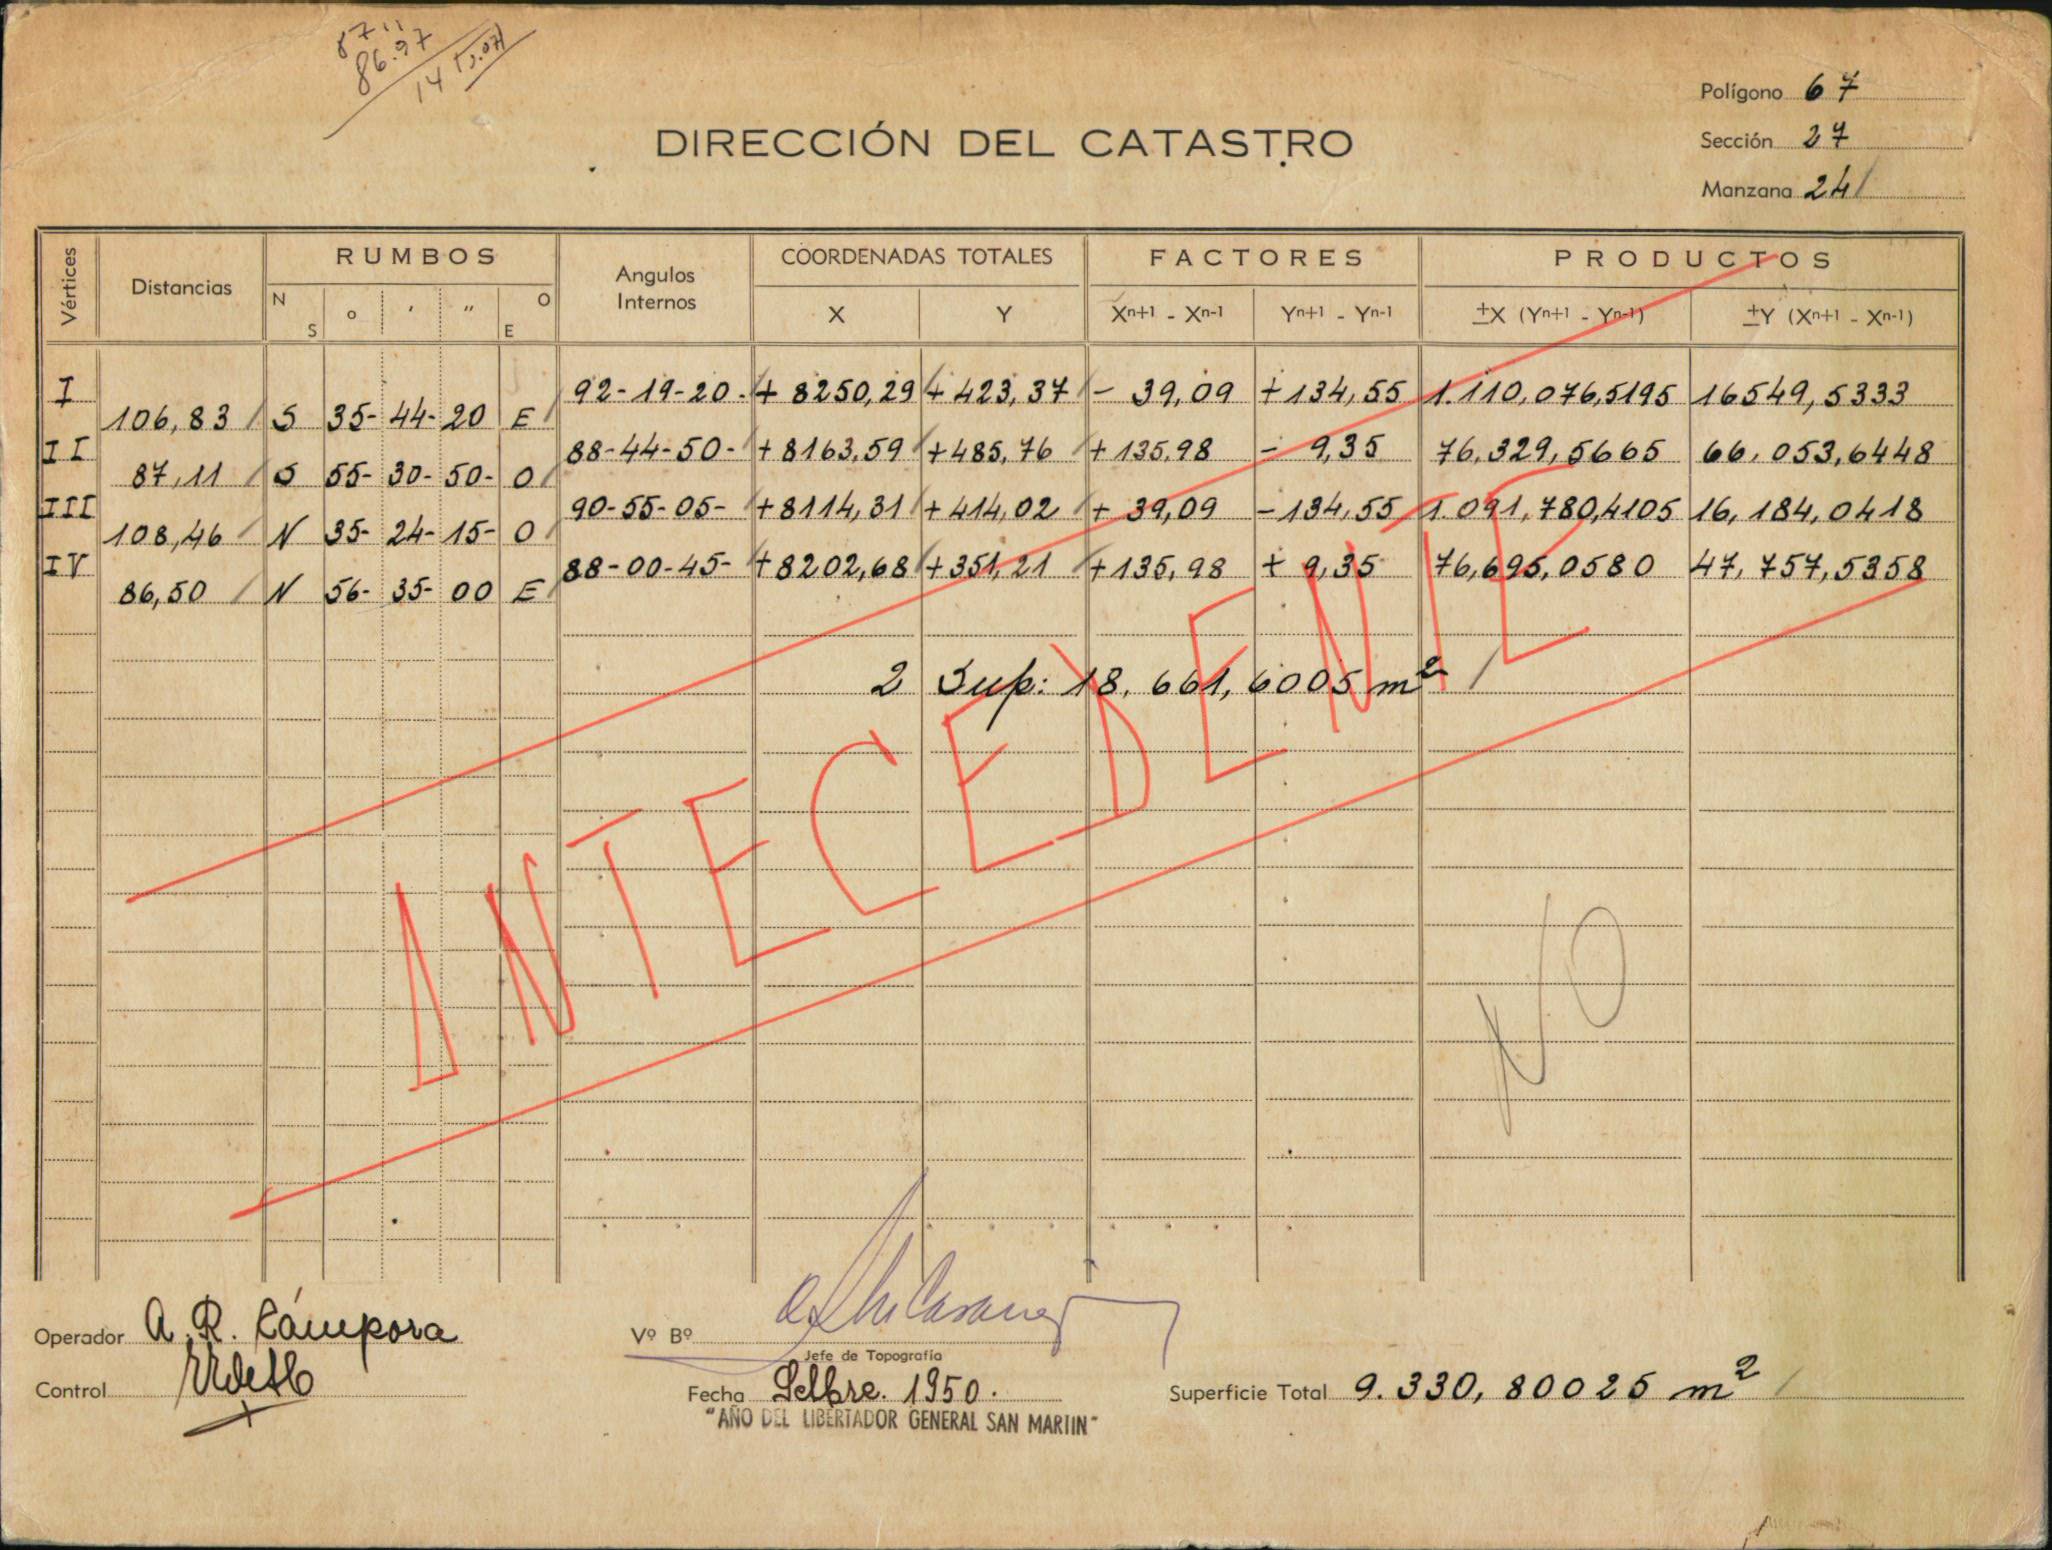 87 11
86.97
14
Polígono 67
DIRECCIÓN DEL CATASTRO
Sección 27
Manzana 24
Vértices Distancias RUMBOS Angulos Internos COORDENADAS TOTALES FACTORES PRODUCTOS
N S ° ' " O E X Y Xn+1 - Xn-1 Yn+1 - Yn-1 ±X (Yn+1 - Yn-1) ±Y (Xn+1 - Xn-1)
I 92-19-20- + 8250,29 + 423,37 - 39,09 + 134,55 1.110,076,5195 16549,5333
106,83 S 35- 44- 20 E
II 88-44-50- + 8163,59 + 485,76 + 135,98 - 9,35 76,329,5665 66.053,6448
87,11 S 55- 30- 50- O
III 90-55-05- + 8114,31 + 414,02 + 39,09 - 134,55 1.091,780,4105 16,184,0418
108,46 N 35- 24- 15- O
IV 88-00-45- + 8202,68 + 351,21 + 135,98 + 9,35 76,695,0580 47,757,5358
86,50 N 56- 35- 00 E
2 Sup: 18.661,6005 m2
ANTECEDENTE
NO
Operador A. R. Cámpora
Vº Bº
Jefe de Topografía
Control
Fecha Setbre. 1950.
Superficie Total 9.330,80025 m2
"AÑO DEL LIBERTADOR GENERAL SAN MARTIN"